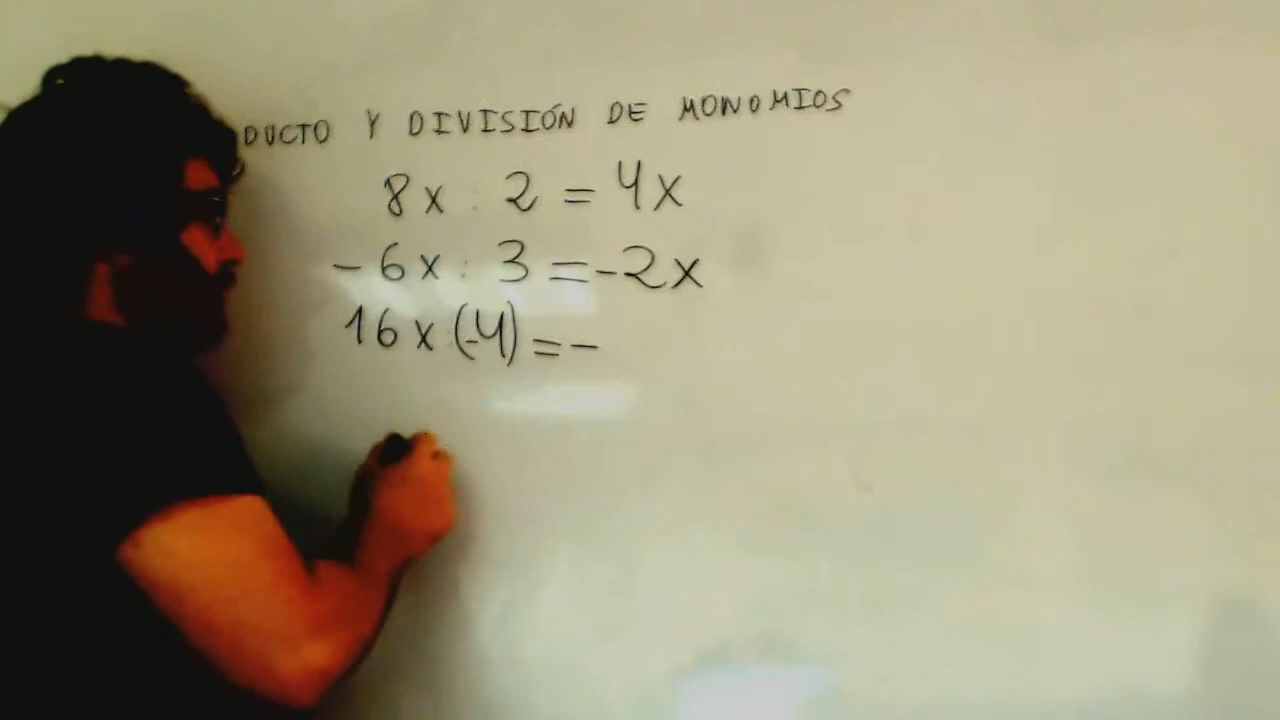 DUCTO Y DIVISIÓN DE MONOMIOS
8x : 2 = 4x
-6x : 3 = -2x
16x (-4) = -